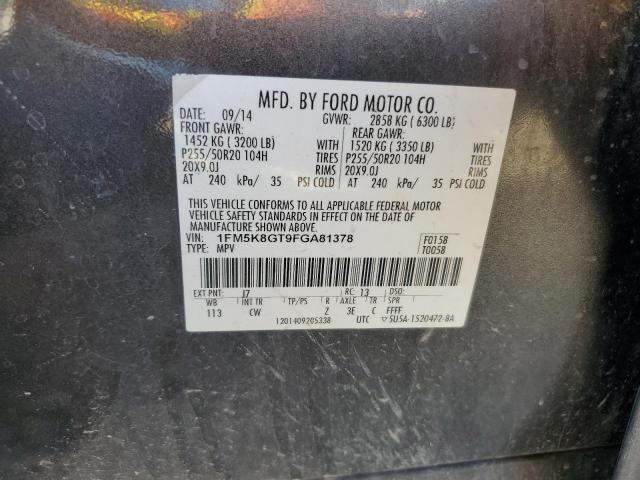 MFD. BY FORD MOTOR CO.
DATE: 09/14 GVWR: 2858 KG ( 6300 LB)
FRONT GAWR: REAR GAWR:
1452 KG ( 3200 LB) WITH 1520 KG ( 3350 LB) WITH
P255/50R20 104H TIRES P255/50R20 104H TIRES
20X9.0J RIMS 20X9.0J RIMS
AT 240 kPa/ 35 PSI COLD AT 240 kPa/ 35 PSI COLD
THIS VEHICLE CONFORMS TO ALL APPLICABLE FEDERAL MOTOR
VEHICLE SAFETY STANDARDS IN EFFECT ON THE DATE OF
MANUFACTURE SHOWN ABOVE.
VIN: 1FM5K8GT9FGA81378 F0158
TYPE: MPV T0058
EXT PNT: J7 RC: 13 DSO:
WB INT TR TP/PS R AXLE TR SPR
113 CW Z 3E C FFFF
1201409205338 UTC ▽5U5A-1520472-BA